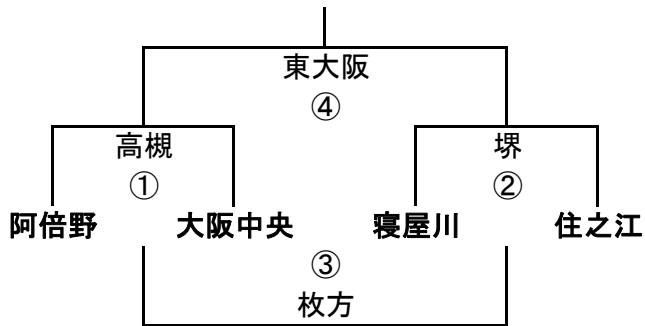 東大阪
④
高槻
堺
①
②
阿倍野
大阪中央
寝屋川
住之江
③
枚方